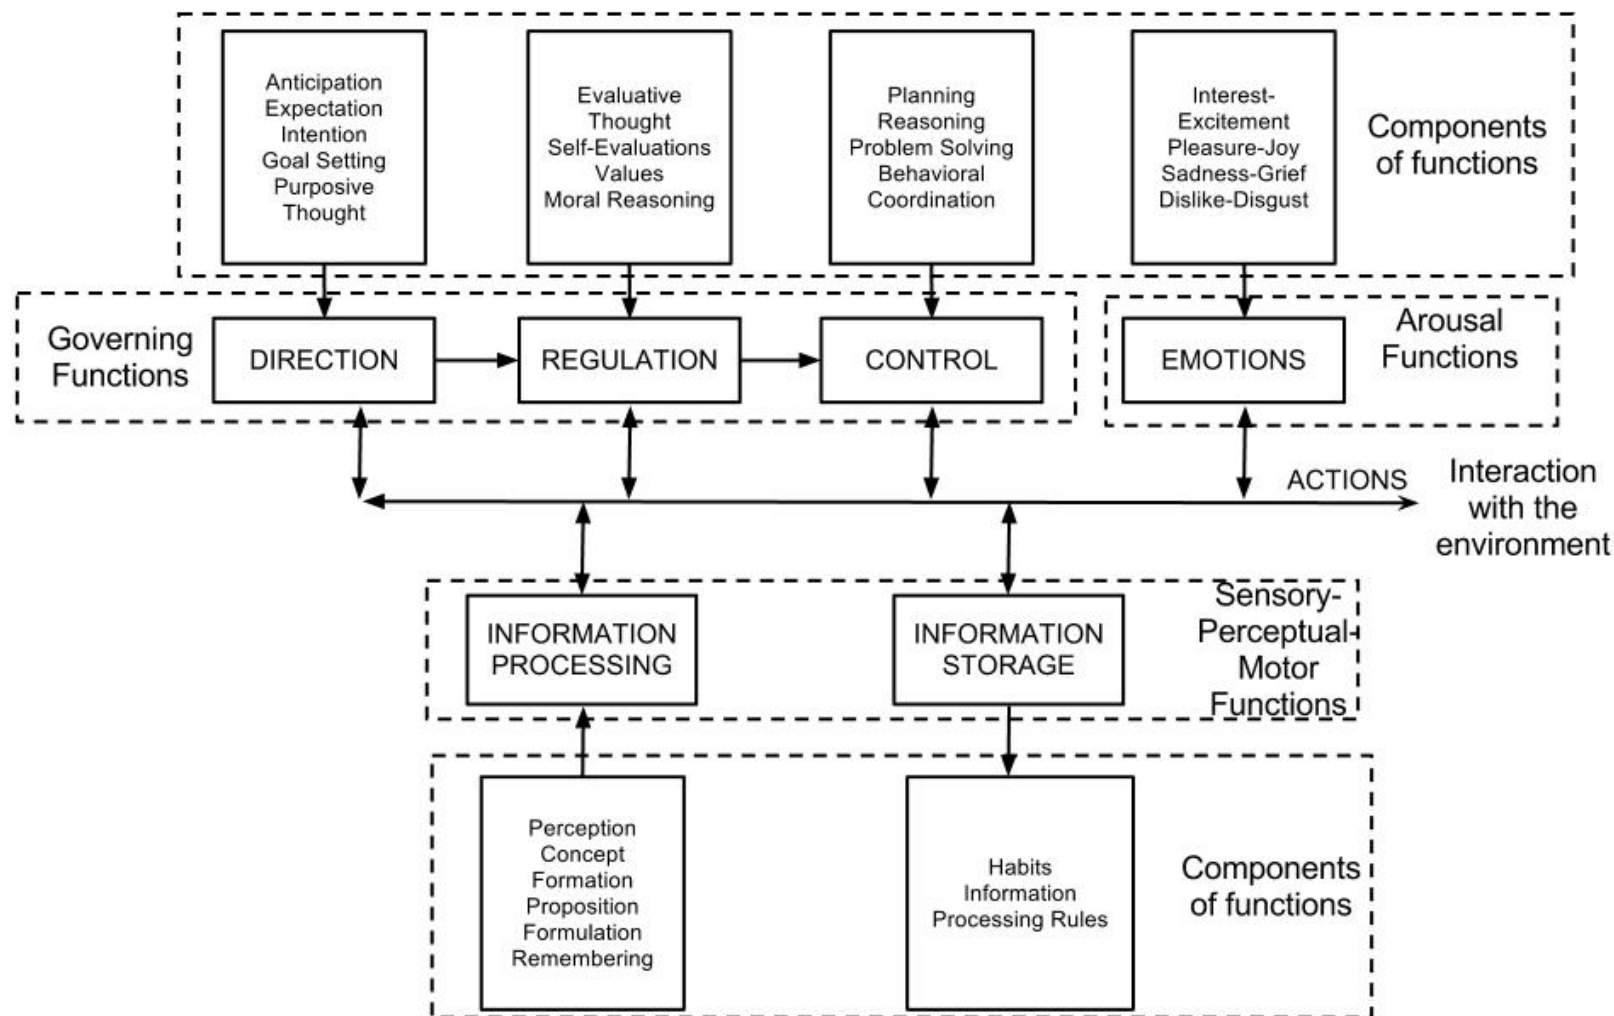 Anticipation
Expectation
Intention
Goal Setting
Purposive
Thought
Evaluative
Thought
Self-Evaluations
Values
Moral Reasoning
Planning
Reasoning
Problem Solving
Behavioral
Coordination
Interest-
Excitement
Pleasure-Joy
Sadness-Grief
Dislike-Disgust
Components
of functions
Governing
Functions
DIRECTION
REGULATION
CONTROL
EMOTIONS
Arousal
Functions
ACTIONS
Interaction
with the
environment
INFORMATION
PROCESSING
INFORMATION
STORAGE
Sensory-
Perceptual-
Motor
Functions
Perception
Concept
Formation
Proposition
Formulation
Remembering
Habits
Information
Processing Rules
Components
of functions